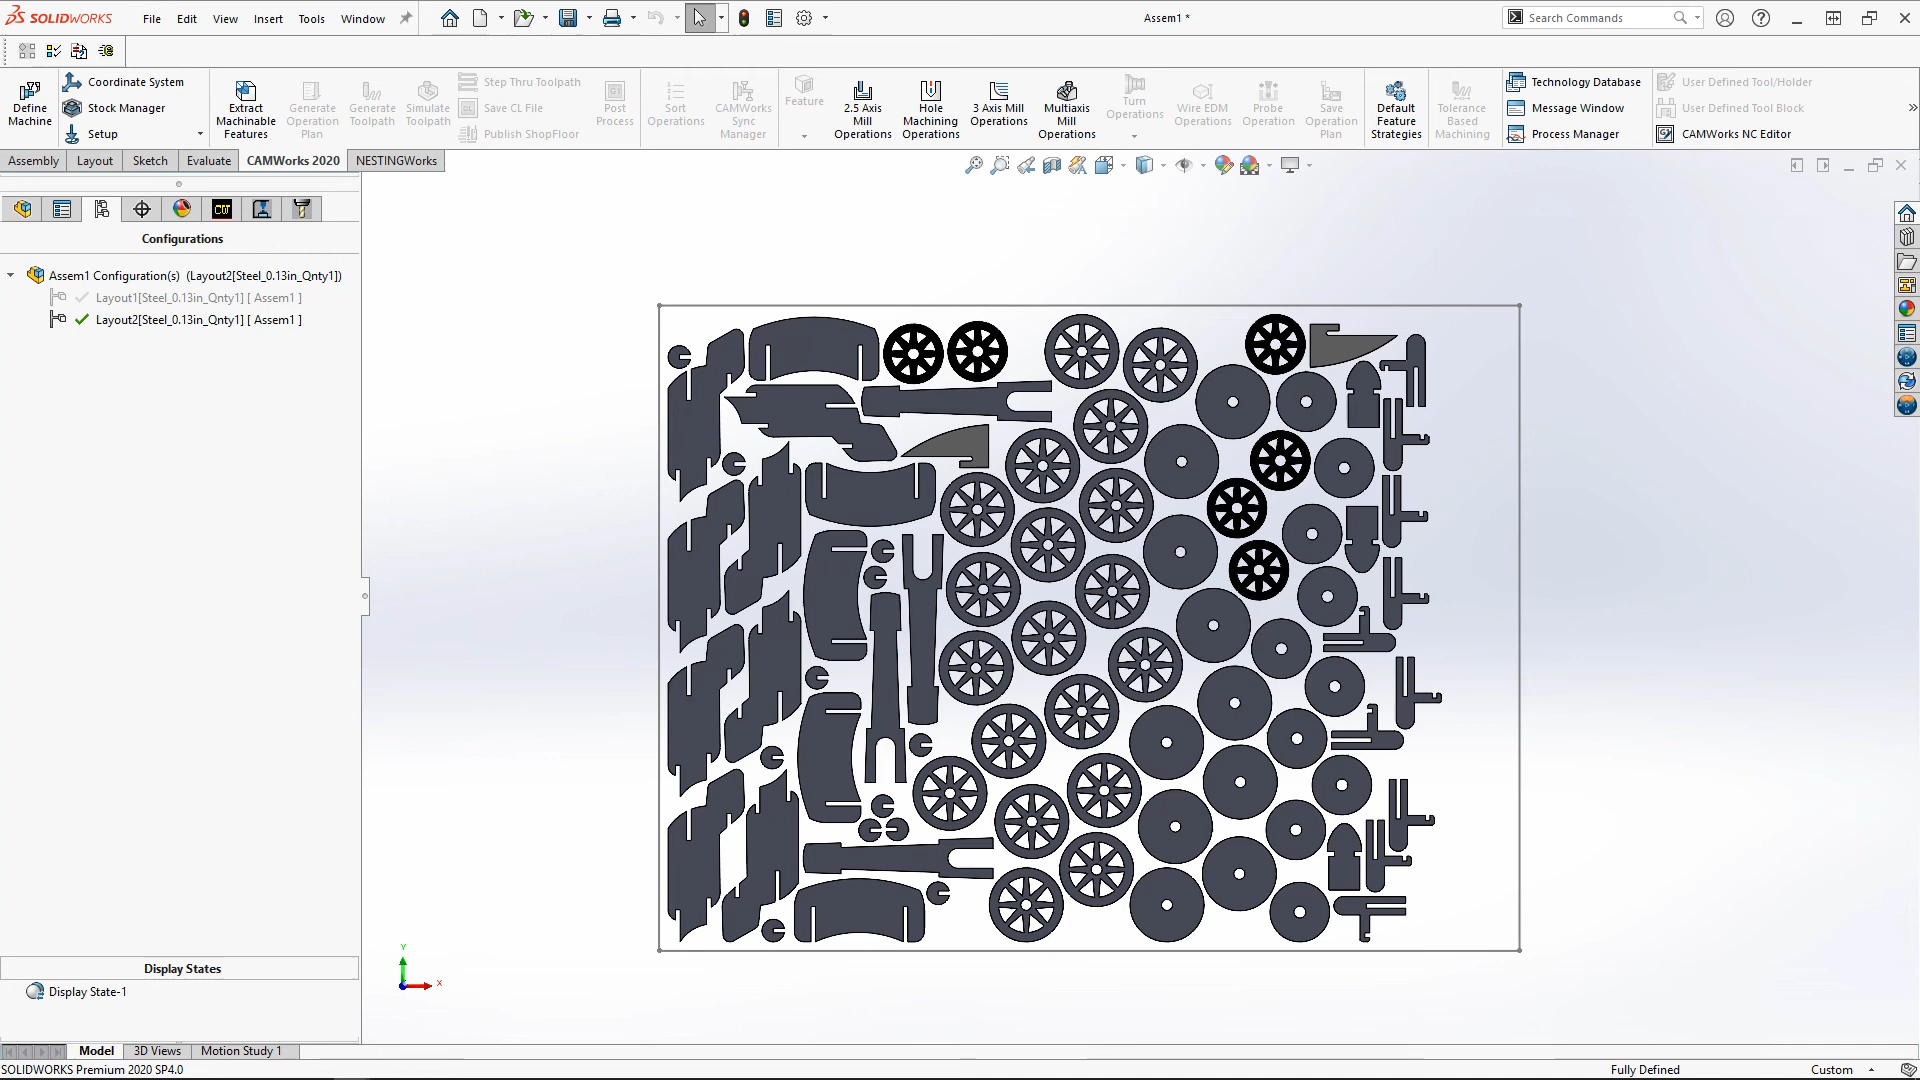 SOLIDWORKS File Edit View Insert Tools Window Assem1 * Search Commands
Define Machine
Coordinate System
Stock Manager
Setup
Extract Machinable Features
Generate Operation Plan
Generate Toolpath
Simulate Toolpath
Step Thru Toolpath
Save CL File
Publish ShopFloor
Post Process
Sort Operations
CAMWorks Sync Manager
Feature
2.5 Axis Mill Operations
Hole Machining Operations
3 Axis Mill Operations
Multiaxis Mill Operations
Turn Operations
Wire EDM Operations
Probe Operation
Save Operation Plan
Default Feature Strategies
Tolerance Based Machining
Technology Database
Message Window
Process Manager
User Defined Tool/Holder
User Defined Tool Block
CAMWorks NC Editor
Assembly Layout Sketch Evaluate CAMWorks 2020 NESTINGWorks
CW
Configurations
Assem1 Configuration(s) (Layout2[Steel_0.13in_Qnty1])
Layout1[Steel_0.13in_Qnty1] [ Assem1 ]
Layout2[Steel_0.13in_Qnty1] [ Assem1 ]
Y
X
Display States
Display State-1
Model 3D Views Motion Study 1
SOLIDWORKS Premium 2020 SP4.0 Fully Defined Custom